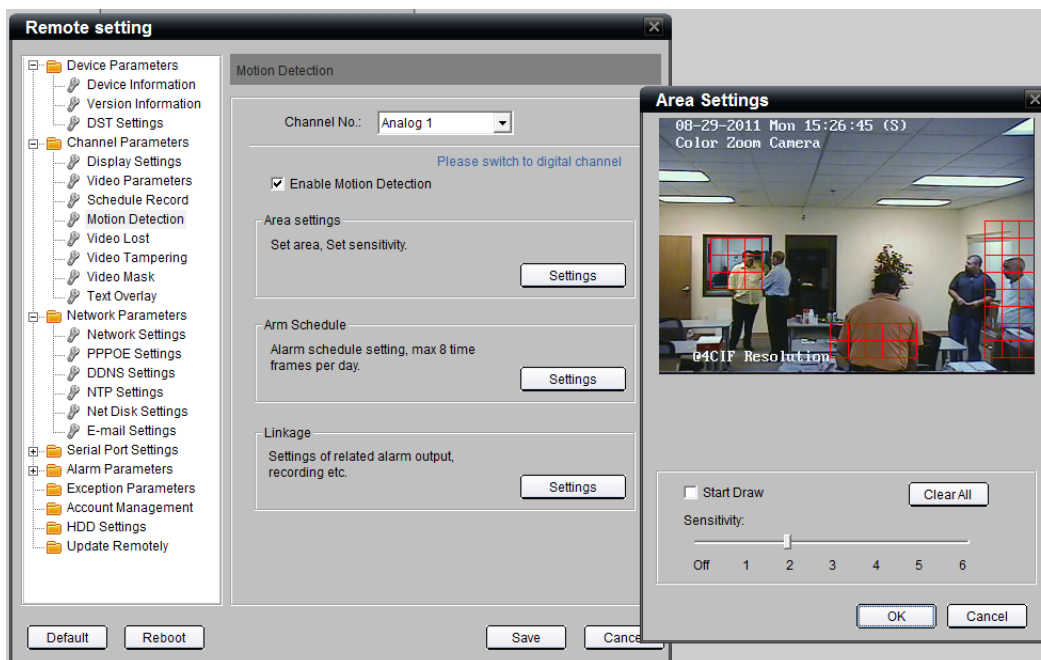 Remote setting
Device Parameters
Device Information
Version Information
DST Settings
Channel Parameters
Display Settings
Video Parameters
Schedule Record
Motion Detection
Video Lost
Video Tampering
Video Mask
Text Overlay
Network Parameters
Network Settings
PPPOE Settings
DDNS Settings
NTP Settings
Net Disk Settings
E-mail Settings
Serial Port Settings
Alarm Parameters
Exception Parameters
Account Management
HDD Settings
Update Remotely
Default
Reboot
Motion Detection
Channel No.: Analog 1
Please switch to digital channel
Enable Motion Detection
Area settings
Set area, Set sensitivity.
Settings
Arm Schedule
Alarm schedule setting, max 8 time
frames per day.
Settings
Linkage
Settings of related alarm output,
recording etc.
Settings
Save
Cance
Area Settings
08-29-2011 Mon 15:26:45 (S)
Color Zoom Camera
@4CIF Resolution
Start Draw
Clear All
Sensitivity:
Off 1 2 3 4 5 6
OK
Cancel